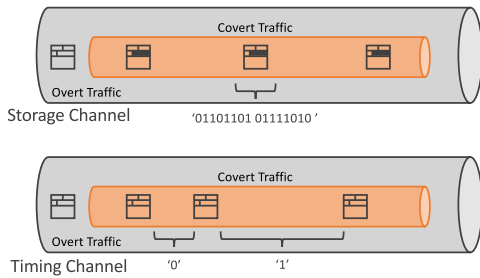 Covert Traffic
Overt Traffic
Storage Channel
‘01101101 01111010 ’
Covert Traffic
Overt Traffic
Timing Channel
‘0’
‘1’